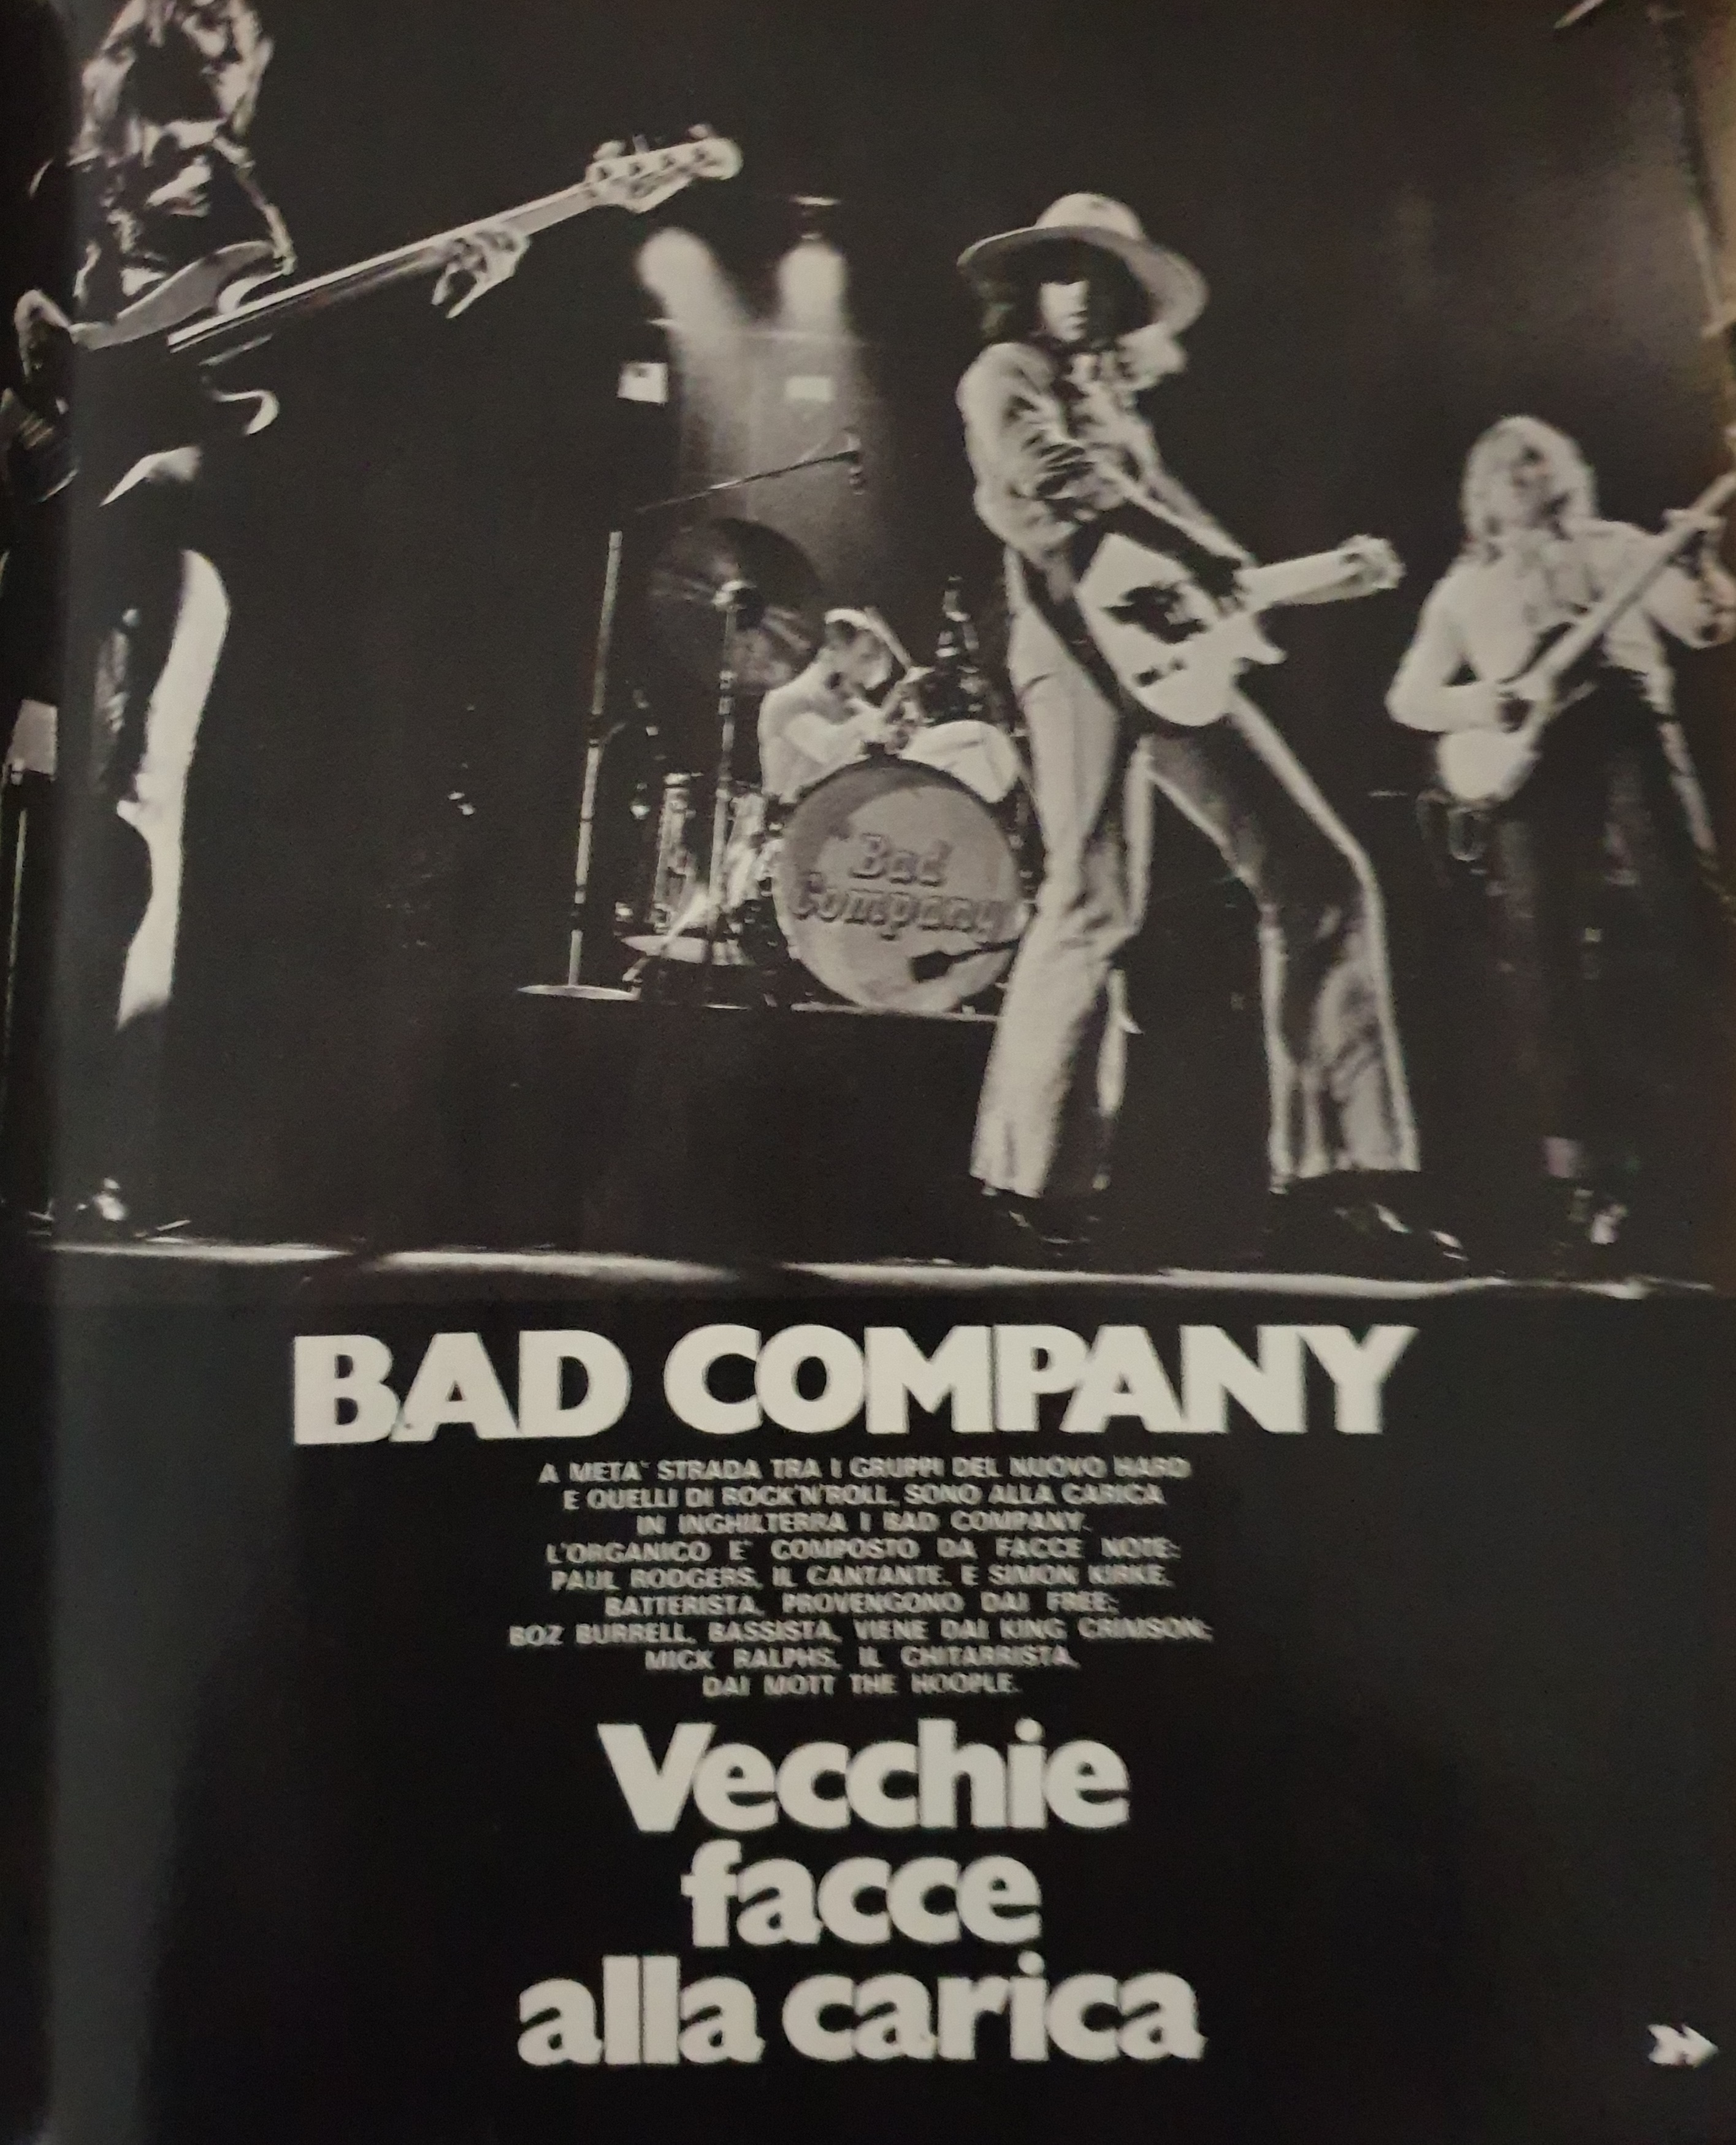 Bad
Company
BAD COMPANY
A META' STRADA TRA I GRUPPI DEL NUOVO HARD
E QUELLI DI ROCK'N'ROLL, SONO ALLA CARICA
IN INGHILTERRA I BAD COMPANY.
L'ORGANICO E' COMPOSTO DA FACCE NOTE:
PAUL RODGERS, IL CANTANTE, E SIMON KIRKE,
BATTERISTA, PROVENGONO DAI FREE;
BOZ BURRELL, BASSISTA, VIENE DAI KING CRIMSON;
MICK RALPHS, IL CHITARRISTA,
DAI MOTT THE HOOPLE.
Vecchie
facce
alla carica